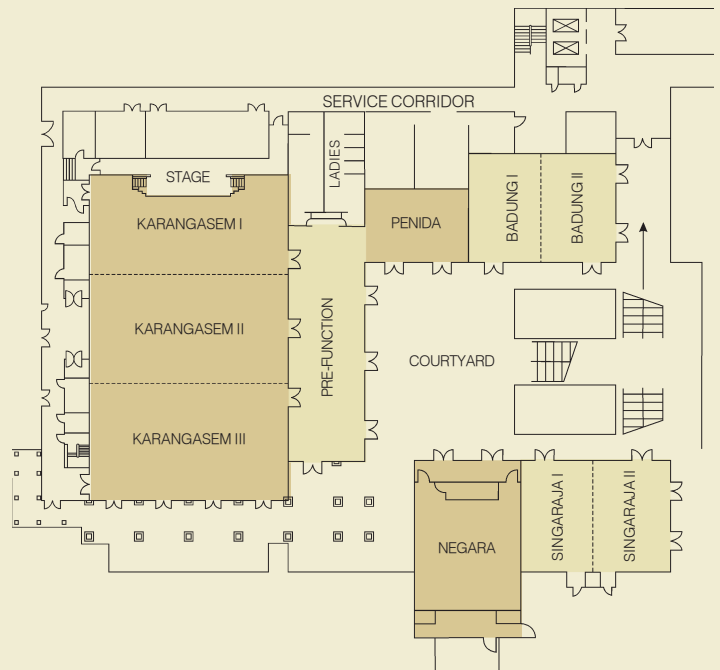 SERVICE CORRIDOR
LADIES
STAGE
KARANGASEM I
PENIDA
BADUNG I
BADUNG II
KARANGASEM II
PRE-FUNCTION
COURTYARD
KARANGASEM III
NEGARA
SINGARAJA I
SINGARAJA II